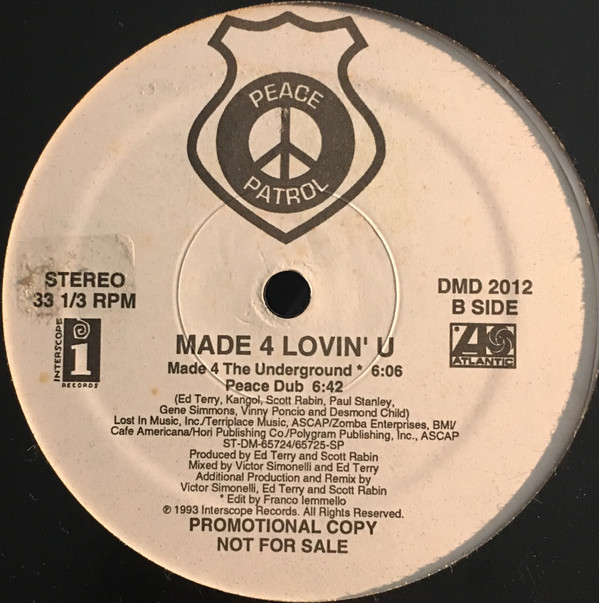 PEACE
PATROL
STEREO
33 1/3 RPM
DMD 2012
B SIDE
INTERSCOPE
i
RECORDS
A
ATLANTIC
MADE 4 LOVIN' U
Made 4 The Underground * 6:06
Peace Dub 6:42
(Ed Terry, Kangol, Scott Rabin, Paul Stanley,
Gene Simmons, Vinny Poncio and Desmond Child)
Lost In Music, Inc./Terriplace Music, ASCAP/Zomba Enterprises, BMI/
Cafe Americana/Hori Publishing Co./Polygram Publishing, Inc., ASCAP
ST-DM-65724/65725-SP
Produced by Ed Terry and Scott Rabin
Mixed by Victor Simonelli and Ed Terry
Additional Production and Remix by
Victor Simonelli, Ed Terry and Scott Rabin
* Edit by Franco Iemmello
℗ 1993 Interscope Records. All Rights Reserved.
PROMOTIONAL COPY
NOT FOR SALE